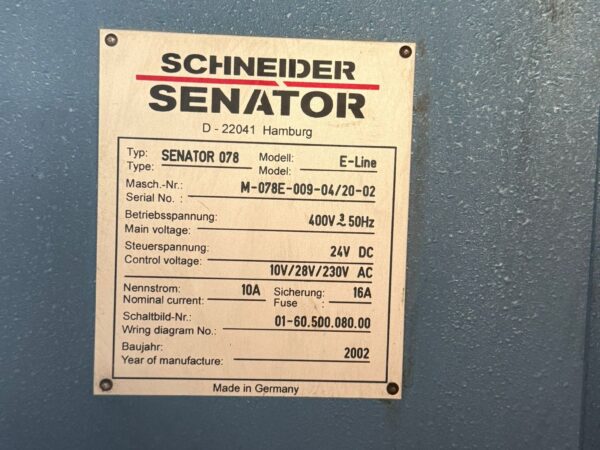 SCHNEIDER
SENATOR
D - 22041 Hamburg
Typ: SENATOR 078 Modell: E-Line
Type: Model:
Masch.-Nr.: M-078E-009-04/20-02
Serial No. :
Betriebsspannung: 400V 3~ 50Hz
Main voltage:
Steuerspannung: 24V DC
Control voltage: 10V/28V/230V AC
Nennstrom: 10A Sicherung: 16A
Nominal current: Fuse :
Schaltbild-Nr.: 01-60.500.080.00
Wring diagram No.:
Baujahr: 2002
Year of manufacture:
Made in Germany